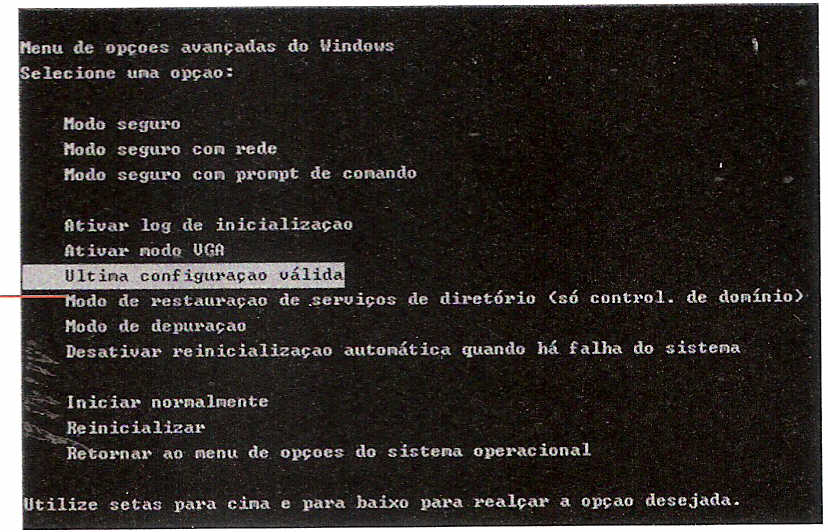 Menu de opçoes avançadas do Windows
Selecione uma opçao:
Modo seguro
Modo seguro com rede
Modo seguro com prompt de comando
Ativar log de inicializaçao
Ativar modo VGA
Ultima configuraçao válida
Modo de restauraçao de serviços de diretório (só control. de domínio)
Modo de depuraçao
Desativar reinicializaçao automática quando há falha do sistema
Iniciar normalmente
Reinicializar
Retornar ao menu de opçoes do sistema operacional
Utilize setas para cima e para baixo para realçar a opçao desejada.